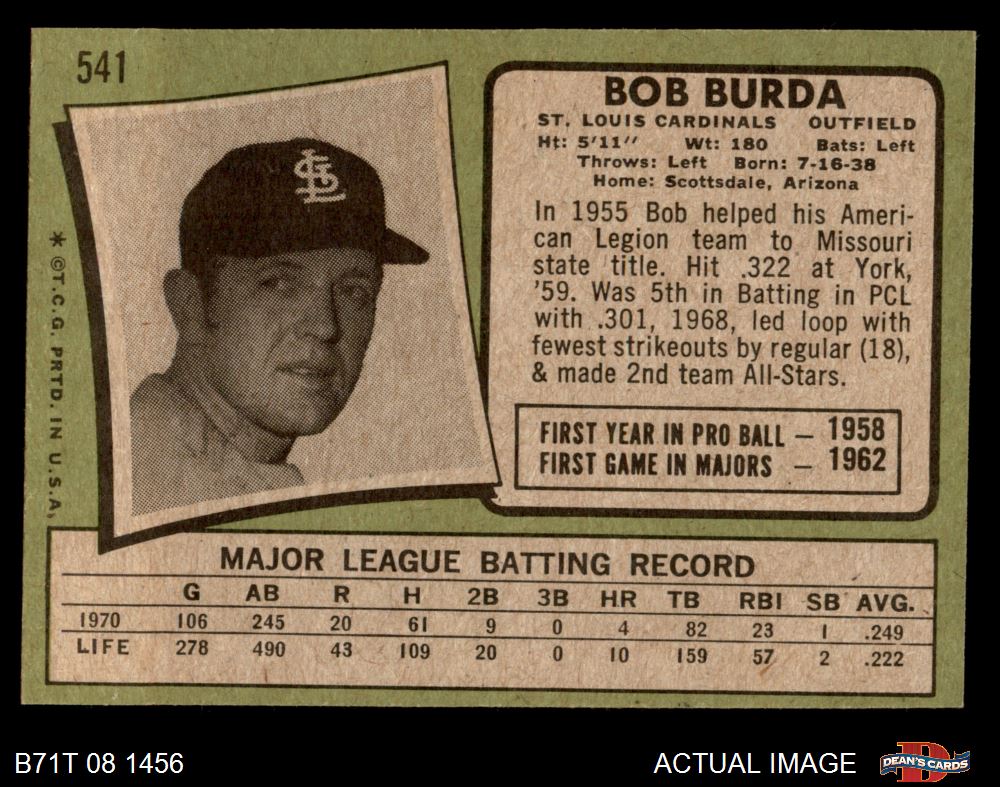 541
BOB BURDA
ST. LOUIS CARDINALS OUTFIELD
Ht: 5'11" Wt: 180 Bats: Left
Throws: Left Born: 7-16-38
Home: Scottsdale, Arizona
In 1955 Bob helped his Ameri-
can Legion team to Missouri
state title. Hit .322 at York,
'59. Was 5th in Batting in PCL
with .301, 1968, led loop with
fewest strikeouts by regular (18),
& made 2nd team All-Stars.
FIRST YEAR IN PRO BALL — 1958
FIRST GAME IN MAJORS — 1962
* ©T.C.G. PRTD. IN U.S.A.
StL
MAJOR LEAGUE BATTING RECORD
G AB R H 2B 3B HR TB RBI SB AVG.
1970 106 245 20 61 9 0 4 82 23 1 .249
LIFE 278 490 43 109 20 0 10 159 57 2 .222
B71T 08 1456
ACTUAL IMAGE
D
DEAN'S CARDS